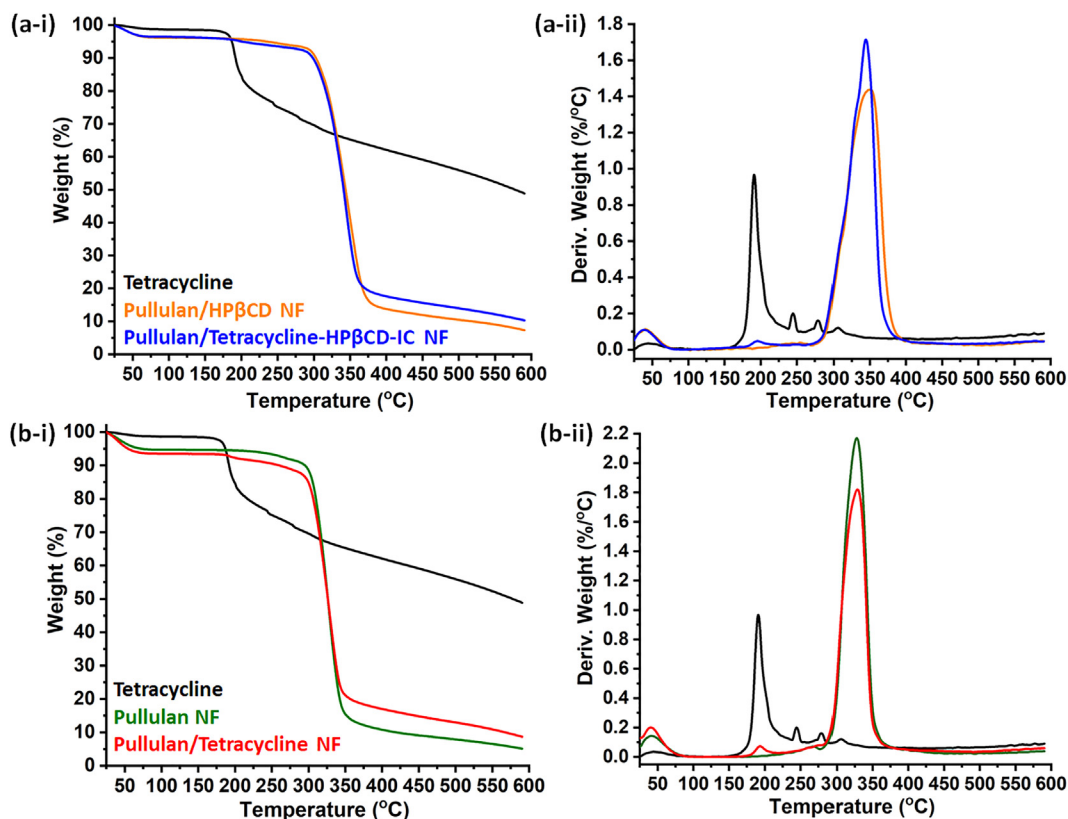 (a-i)
100
90
80
70
60
50
40
30
20
10
0
Weight (%)
Tetracycline
Pullulan/HPβCD NF
Pullulan/Tetracycline-HPβCD-IC NF
50 100 150 200 250 300 350 400 450 500 550 600
Temperature (°C)
(a-ii)
1.8
1.6
1.4
1.2
1.0
0.8
0.6
0.4
0.2
0.0
Deriv. Weight (%/°C)
50 100 150 200 250 300 350 400 450 500 550 600
Temperature (°C)
(b-i)
100
90
80
70
60
50
40
30
20
10
0
Weight (%)
Tetracycline
Pullulan NF
Pullulan/Tetracycline NF
50 100 150 200 250 300 350 400 450 500 550 600
Temperature (°C)
(b-ii)
2.2
2.0
1.8
1.6
1.4
1.2
1.0
0.8
0.6
0.4
0.2
0.0
Deriv. Weight (%/°C)
50 100 150 200 250 300 350 400 450 500 550 600
Temperature (°C)